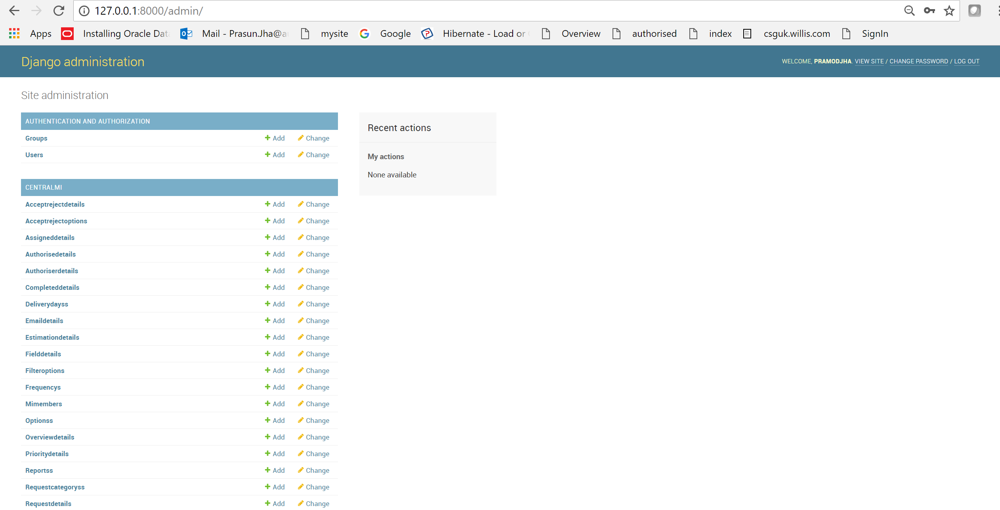 127.0.0.1:8000/admin/
Apps Installing Oracle Data Mail - Prasun.Jha@a mysite Google Hibernate - Load or Overview authorised index csguk.willis.com SignIn
Django administration
WELCOME, PRAMODJHA. VIEW SITE / CHANGE PASSWORD / LOG OUT
Site administration
AUTHENTICATION AND AUTHORIZATION
Groups Add Change
Users Add Change
Recent actions
My actions
None available
CENTRALMI
Acceptrejectdetails Add Change
Acceptrejectoptions Add Change
Assigneddetails Add Change
Authorisedetails Add Change
Authoriserdetails Add Change
Completeddetails Add Change
Deliverydayss Add Change
Emaildetails Add Change
Estimationdetails Add Change
Fielddetails Add Change
Filteroptions Add Change
Frequencys Add Change
Mimembers Add Change
Optionss Add Change
Overviewdetails Add Change
Prioritydetails Add Change
Reportss Add Change
Requestcategoryss Add Change
Requestdetails Add Change